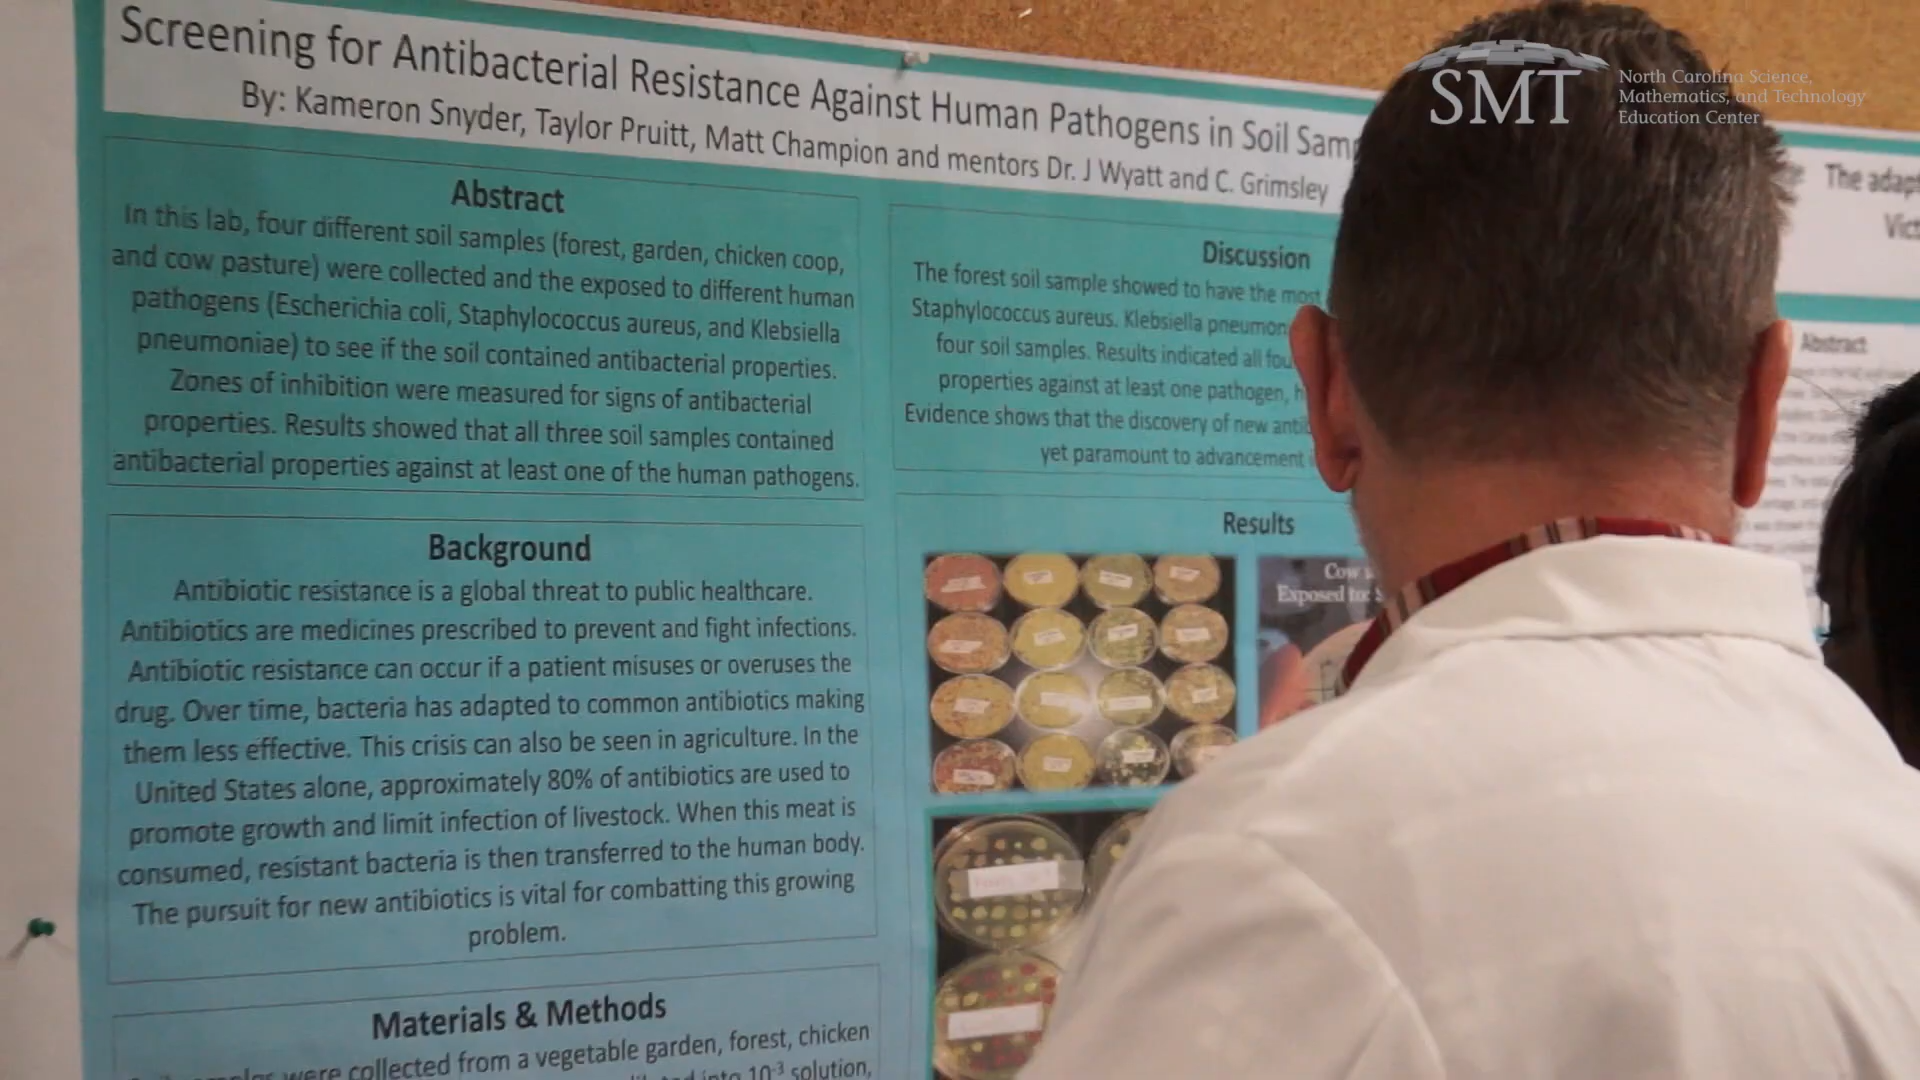 Screening for Antibacterial Resistance Against Human Pathogens in Soil
By: Kameron Snyder, Taylor Pruitt, Matt Champion and mentors Dr. J Wyatt and C. Grimsley
Abstract
In this lab, four different soil samples (forest, garden, chicken coop,
and cow pasture) were collected and the exposed to different human
pathogens (Escherichia coli, Staphylococcus aureus, and Klebsiella
pneumoniae) to see if the soil contained antibacterial properties.
Zones of inhibition were measured for signs of antibacterial
properties. Results showed that all three soil samples contained
antibacterial properties against at least one of the human pathogens.
Background
Antibiotic resistance is a global threat to public healthcare.
Antibiotics are medicines prescribed to prevent and fight infections.
Antibiotic resistance can occur if a patient misuses or overuses the
drug. Over time, bacteria has adapted to common antibiotics making
them less effective. This crisis can also be seen in agriculture. In the
United States alone, approximately 80% of antibiotics are used to
promote growth and limit infection of livestock. When this meat is
consumed, resistant bacteria is then transferred to the human body.
The pursuit for new antibiotics is vital for combatting this growing
problem.
Materials & Methods
were collected from a vegetable garden, forest, chicken
into 10⁻³ solution,
Discussion
The forest soil sample showed to have the most
Staphylococcus aureus. Klebsiella
four soil samples. Results indicated all
properties against at least one pathogen,
Evidence shows that the discovery of new
yet paramount to advancement
Results
Cow
Exposed to:
SMT
North Carolina Science,
Mathematics, and Technology
Education Center
The
Abstract